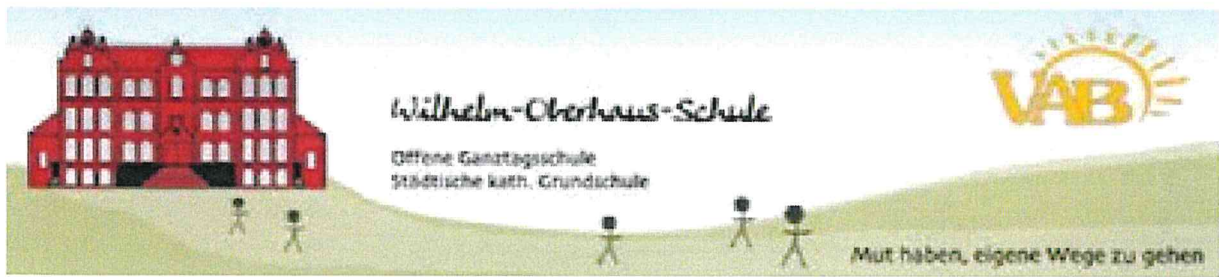 Wilhelm-Oberhaus-Schule
VAB
Offene Ganztagsschule
Städtische kath. Grundschule
Mut haben, eigene Wege zu gehen